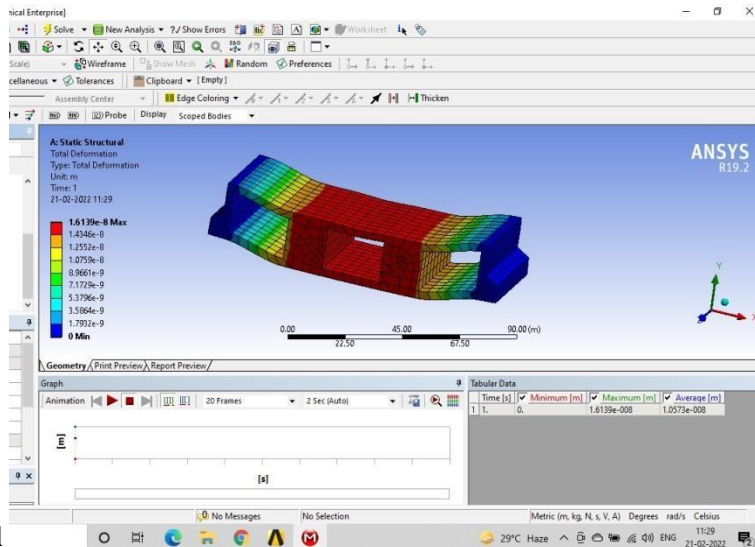 nical Enterprise]
Solve New Analysis ?/ Show Errors A Worksheet
Scale) Wireframe Show Mesh Random Preferences
cellaneous Tolerances Clipboard [Empty]
Assembly Center Edge Coloring Thicken
Probe Display Scoped Bodies
A: Static Structural
Total Deformation
Type: Total Deformation
Unit: m
Time: 1
21-02-2022 11:29
1.6139e-8 Max
1.4346e-8
1.2552e-8
1.0759e-8
8.9661e-9
7.1729e-9
5.3796e-9
3.5864e-9
1.7932e-9
0 Min
ANSYS
R19.2
Y
0.00 45.00 90.00 (m)
22.50 67.50
Geometry Print Preview Report Preview
Graph
Animation 20 Frames 2 Sec (Auto)
[s]
Tabular Data
Time [s] Minimum [m] Maximum [m] Average [m]
1 1. 0. 1.6139e-008 1.0573e-008
0 No Messages No Selection Metric (m, kg, N, s, V, A) Degrees rad/s Celsius
29°C Haze ENG 11:29
21-02-2022